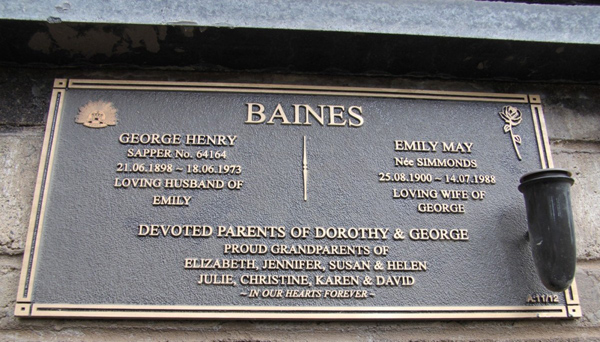 BAINES
GEORGE HENRY
SAPPER No. 64164
21.06.1898 ~ 18.06.1973
LOVING HUSBAND OF
EMILY
EMILY MAY
Née SIMMONDS
25.08.1900 ~ 14.07.1988
LOVING WIFE OF
GEORGE
DEVOTED PARENTS OF DOROTHY & GEORGE
PROUD GRANDPARENTS OF
ELIZABETH, JENNIFER, SUSAN & HELEN
JULIE, CHRISTINE, KAREN & DAVID
~ IN OUR HEARTS FOREVER ~
A:11/12